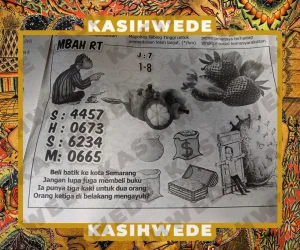 KASIHWEDE
MBAH RT
J : 7
1-8
S : 4457
H : 0673
S : 6234
M: 0665
Beli batik ke kota Semarang
Jangan lupa juga membeli buku
Ia punya tiga kaki untuk dua orang
Orang ketiga di belakang mengayuh?
KASIHWEDE